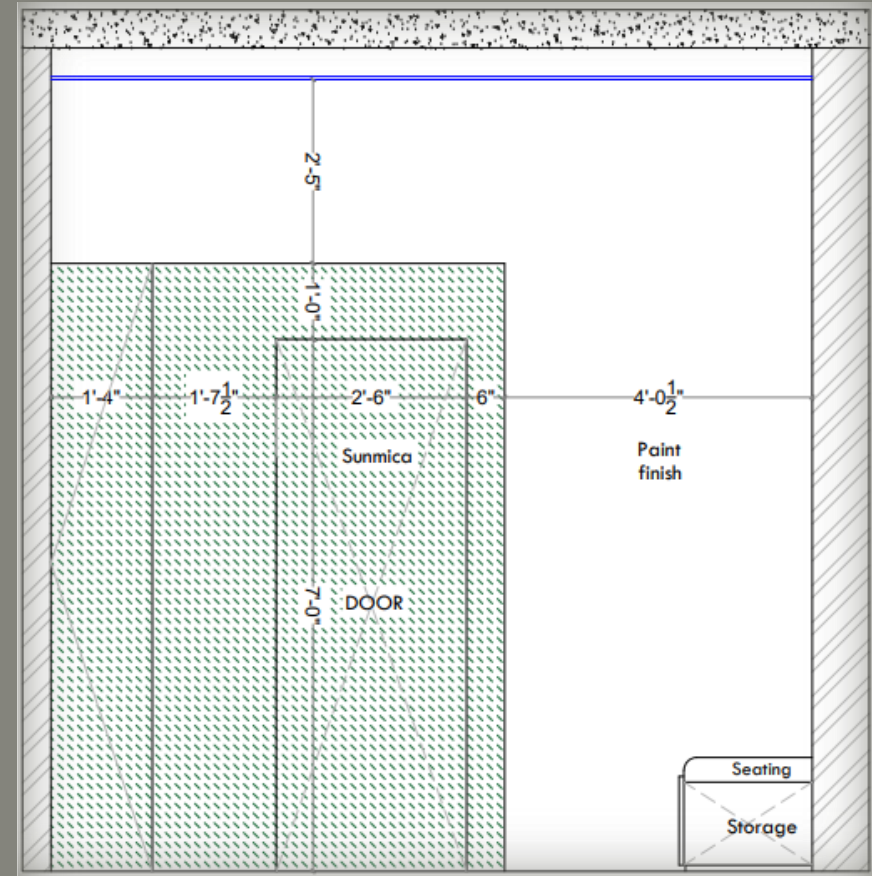 2'-5"
1'-0"
1'-4" 1'-7½" 2'-6" 6" 4'-0½"
Sunmica
Paint
finish
7'-0"
DOOR
Seating
Storage